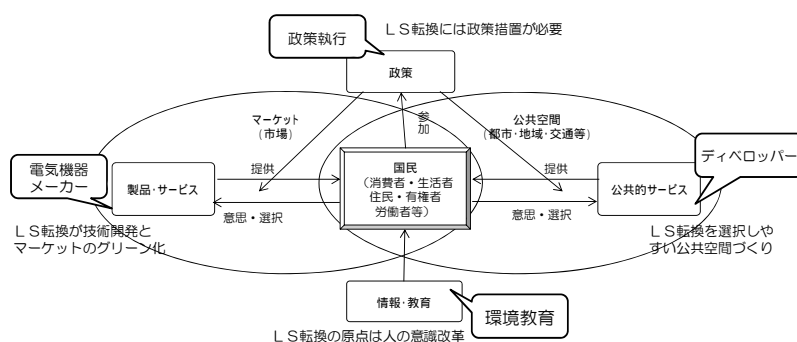 政策執行
ＬＳ転換には政策措置が必要
政策
マーケット
（市場）
参加
公共空間
（都市・地域・交通等）
電気機器
メーカー
製品・サービス
提供
意思・選択
国民
（消費者・生活者
住民・有権者
労働者等）
提供
意思・選択
公共的サービス
ディベロッパー
ＬＳ転換が技術開発と
マーケットのグリーン化
ＬＳ転換を選択しや
すい公共空間づくり
情報・教育
環境教育
ＬＳ転換の原点は人の意識改革